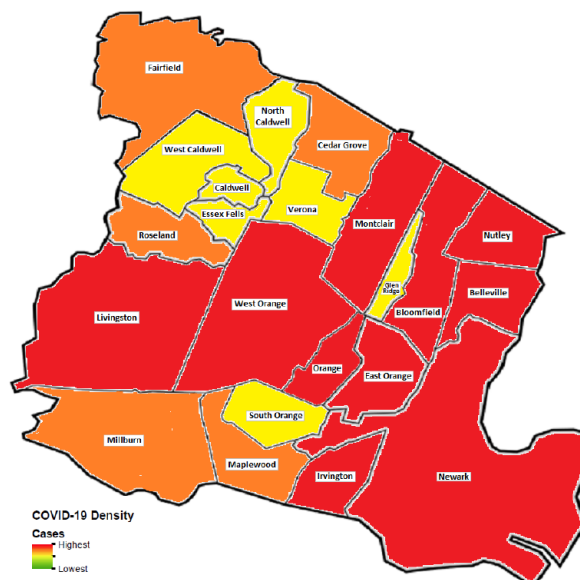 Fairfield
North
Caldwell
Cedar Grove
West Caldwell
Caldwell
Essex Fells
Verona
Montclair
Roseland
Nutley
Glen
Ridge
Belleville
Livingston
West Orange
Bloomfield
Orange
East Orange
South Orange
Millburn
Maplewood
Irvington
Newark
COVID-19 Density
Cases
Highest
Lowest